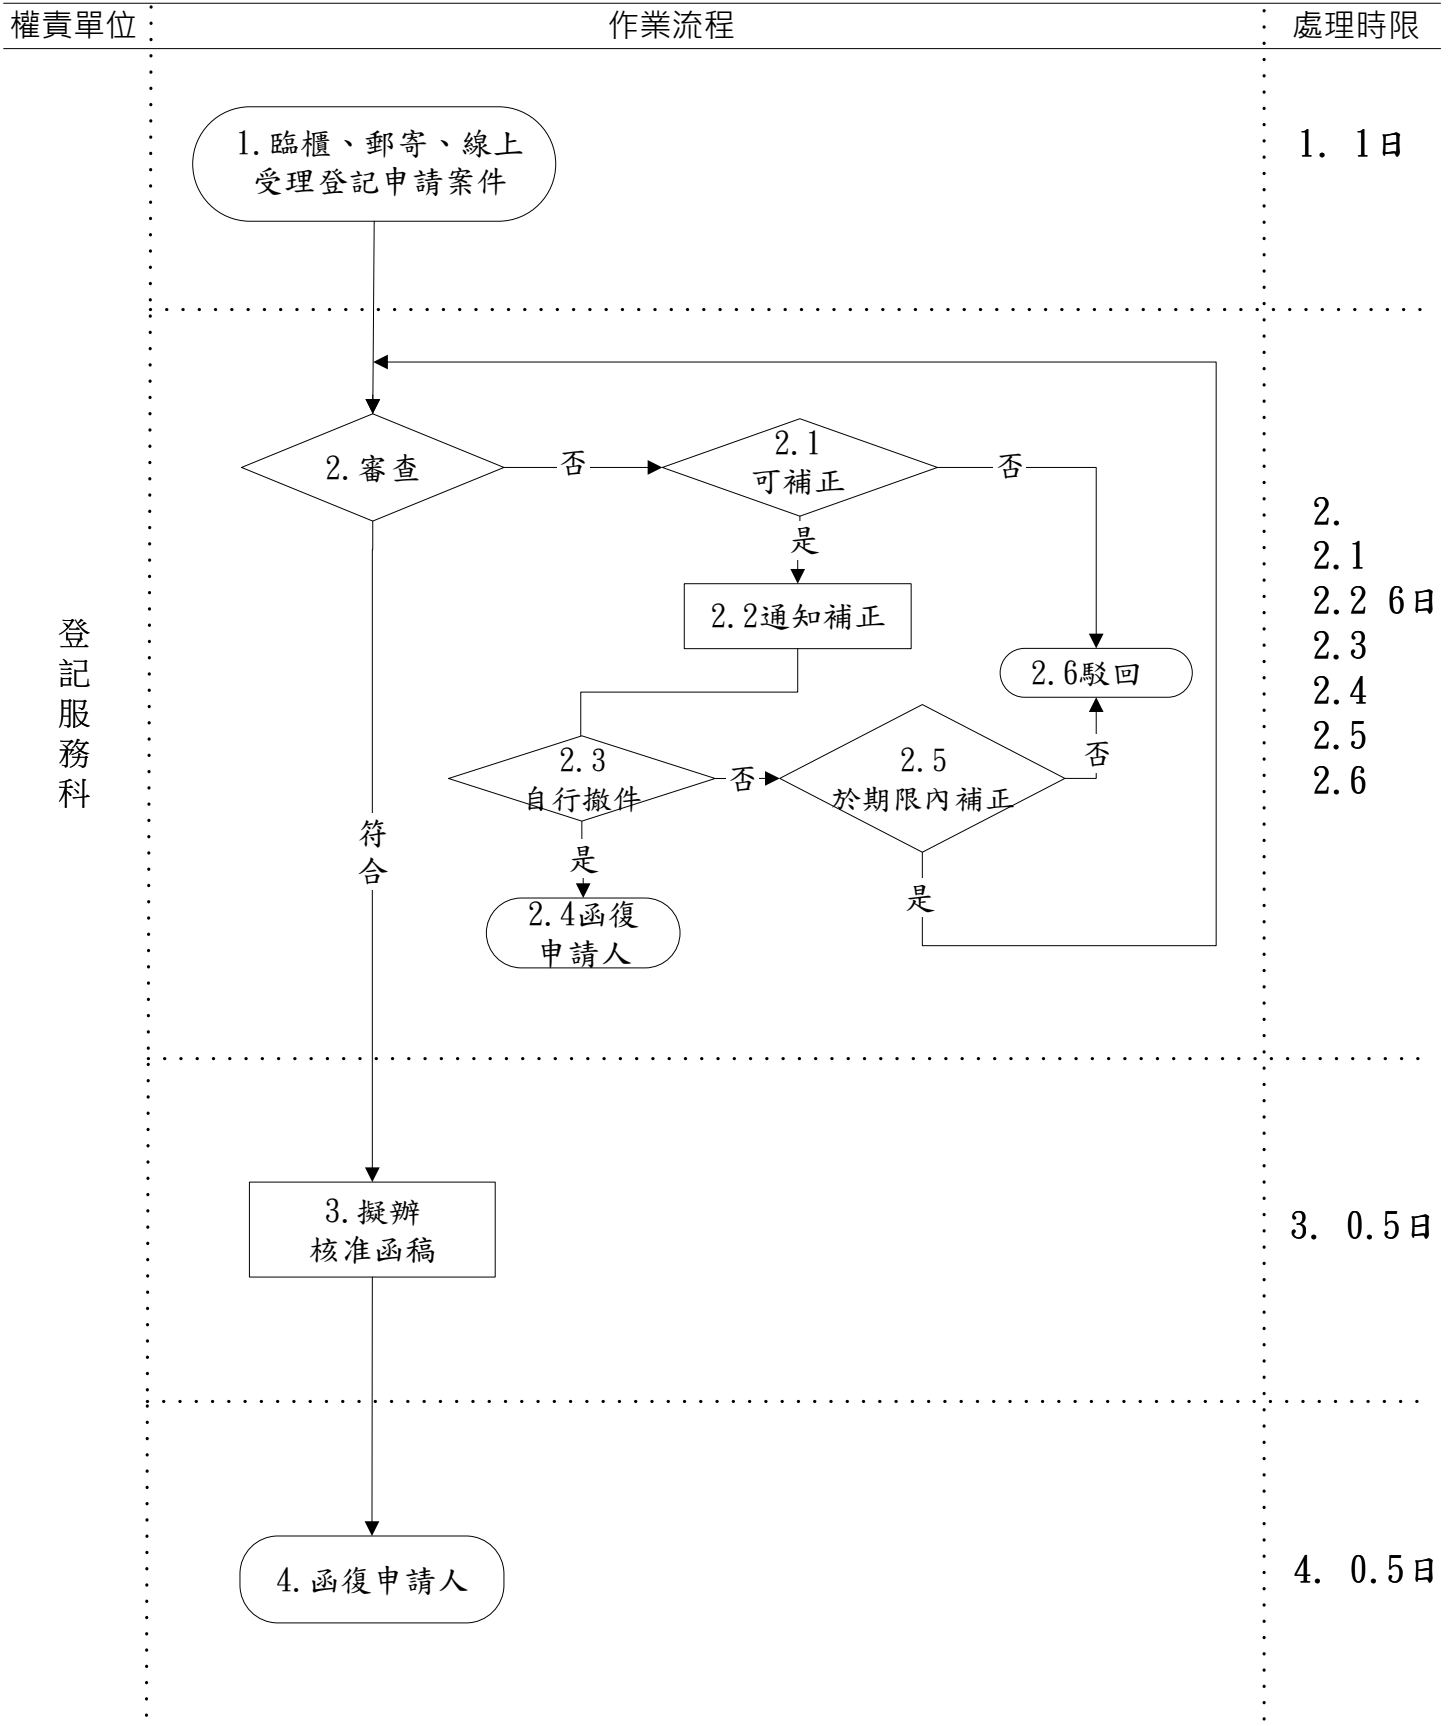 權責單位
作業流程
處理時限
1.臨櫃、郵寄、線上
受理登記申請案件
1. 1日
2.審查
否
2.1
可補正
否
是
2.2通知補正
2.6駁回
2.3
自行撤件
否
2.5
於期限內補正
否
是
2.4函復
申請人
是
符
合
登
記
服
務
科
2.
2.1
2.2 6日
2.3
2.4
2.5
2.6
3.擬辦
核准函稿
3. 0.5日
4.函復申請人
4. 0.5日